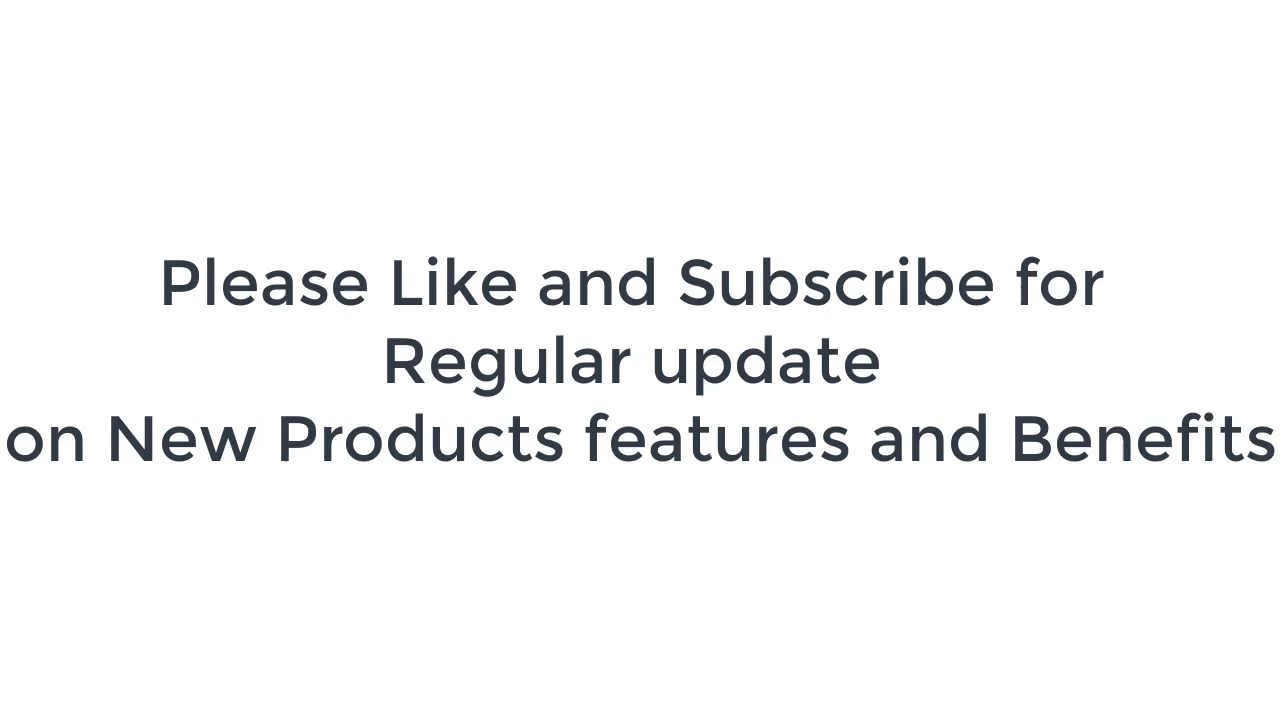 Please Like and Subscribe for
Regular update
on New Products features and Benefits